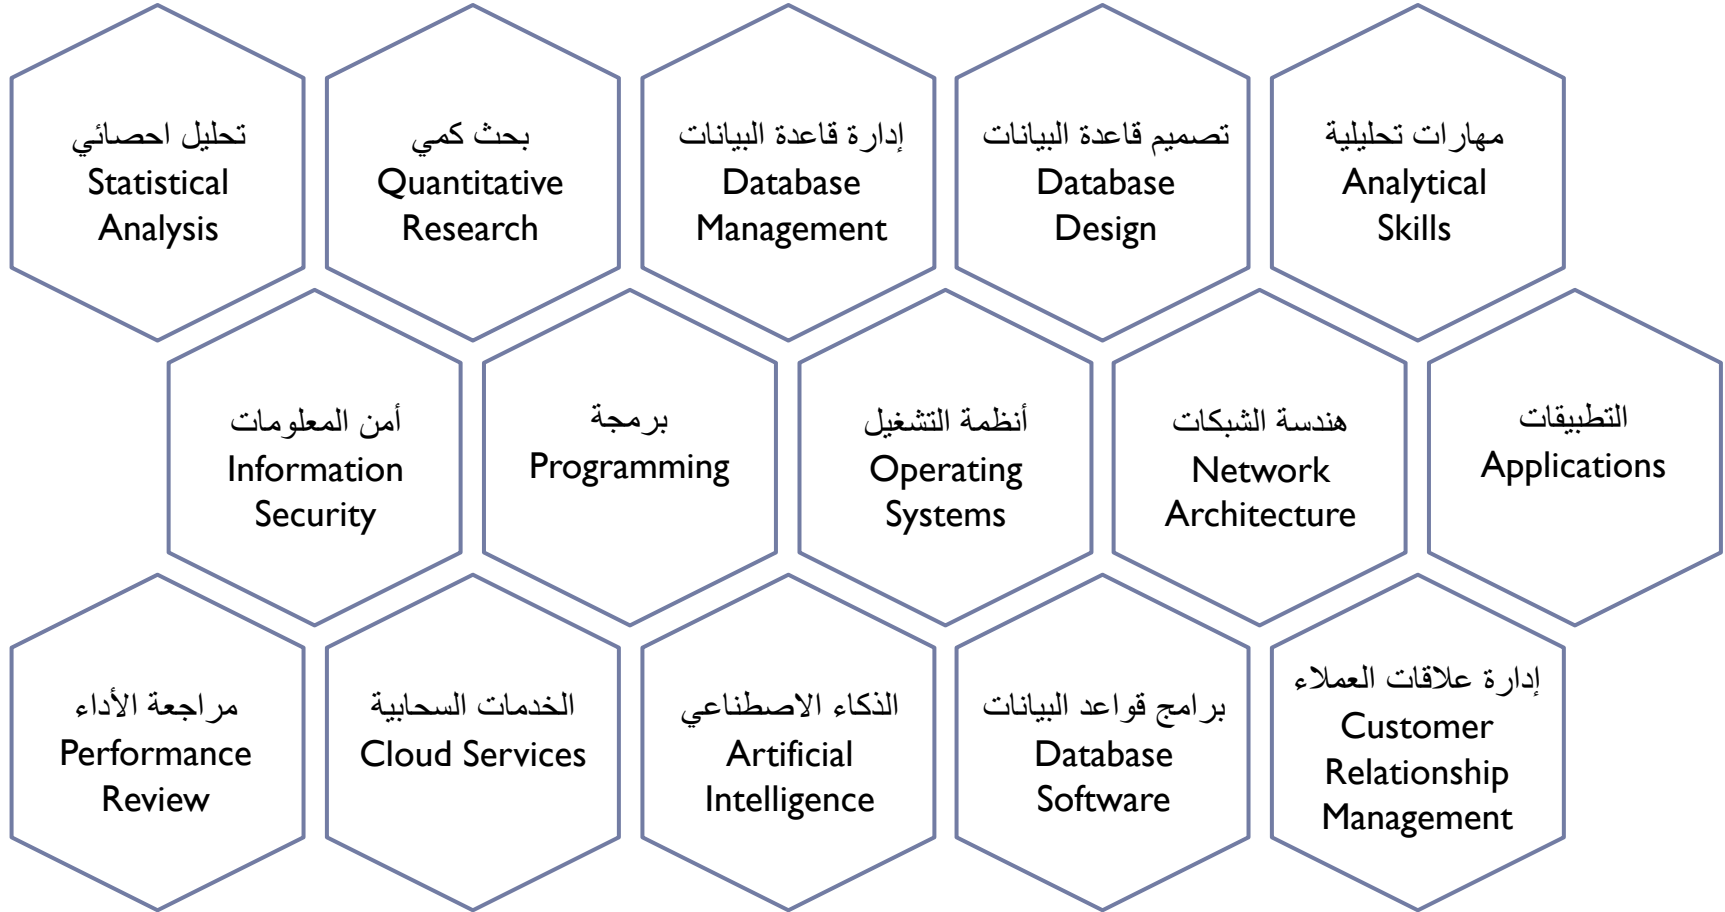 تحليل احصائي
Statistical
Analysis
بحث كمي
Quantitative
Research
إدارة قاعدة البيانات
Database
Management
تصميم قاعدة البيانات
Database
Design
مهارات تحليلية
Analytical
Skills
أمن المعلومات
Information
Security
برمجة
Programming
أنظمة التشغيل
Operating
Systems
هندسة الشبكات
Network
Architecture
التطبيقات
Applications
مراجعة الأداء
Performance
Review
الخدمات السحابية
Cloud Services
الذكاء الاصطناعي
Artificial
Intelligence
برامج قواعد البيانات
Database
Software
إدارة علاقات العملاء
Customer
Relationship
Management